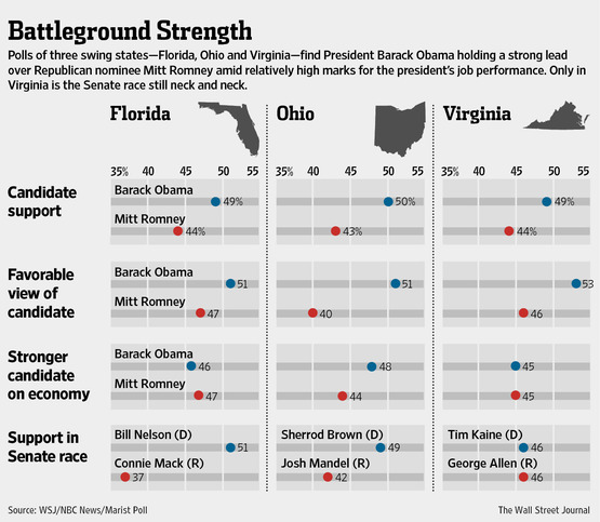 Battleground Strength
Polls of three swing states—Florida, Ohio and Virginia—find President Barack Obama holding a strong lead
over Republican nominee Mitt Romney amid relatively high marks for the president's job performance. Only in
Virginia is the Senate race still neck and neck.
Florida Ohio Virginia
35% 40 45 50 55 35% 40 45 50 55 35% 40 45 50 55
Candidate
support
Barack Obama
49% 50% 49%
Mitt Romney
44% 43% 44%
Favorable
view of
candidate
Barack Obama
51 51 53
Mitt Romney
47 40 46
Stronger
candidate
on economy
Barack Obama
46 48 45
Mitt Romney
47 44 45
Support in
Senate race
Bill Nelson (D) Sherrod Brown (D) Tim Kaine (D)
51 49 46
Connie Mack (R) Josh Mandel (R) George Allen (R)
37 42 46
Source: WSJ/NBC News/Marist Poll The Wall Street Journal